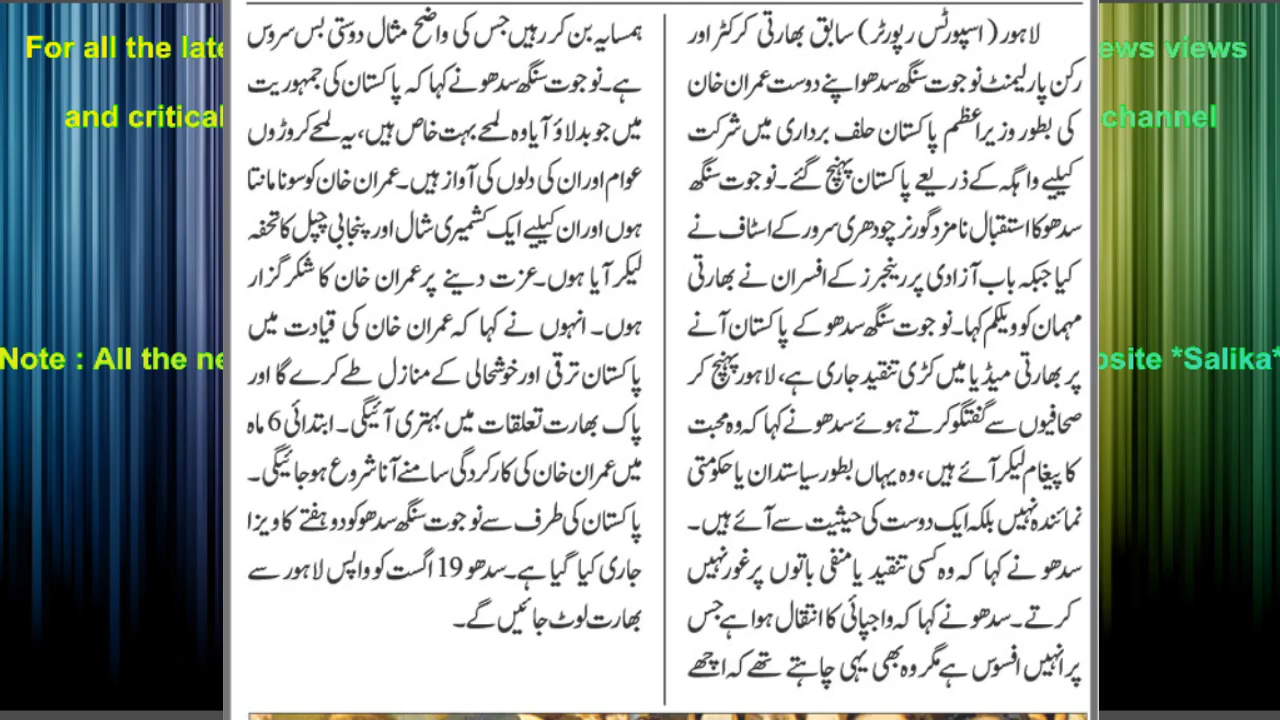 For all the late
ews views
and critical
channel
Note : All the ne
bsite *Salika*
لاہور (اسپورٹس رپورٹر) سابق بھارتی کرکٹر اور
رکن پارلیمنٹ نوجوت سنگھ سدھو اپنے دوست عمران خان
کی بطور وزیراعظم پاکستان حلف برداری میں شرکت
کیلیے واہگہ کے ذریعے پاکستان پہنچ گئے۔ نوجوت سنگھ
سدھو کا استقبال نامزد گورنر چودھری سرور کے اسٹاف نے
کیا جبکہ باب آزادی پر رینجرز کے افسران نے بھارتی
مہمان کو ویلکم کہا۔ نوجوت سنگھ سدھو کے پاکستان آنے
پر بھارتی میڈیا میں کڑی تنقید جاری ہے، لاہور پہنچ کر
صحافیوں سے گفتگو کرتے ہوئے سدھو نے کہا کہ وہ محبت
کا پیغام لیکر آئے ہیں، وہ یہاں بطور سیاستدان یا حکومتی
نمائندہ نہیں بلکہ ایک دوست کی حیثیت سے آئے ہیں۔
سدھو نے کہا کہ وہ کسی تنقید یا منفی باتوں پر غور نہیں
کرتے۔ سدھو نے کہا کہ واجپائی کا انتقال ہوا ہے جس
پر انہیں افسوس ہے مگر وہ بھی یہی چاہتے تھے کہ اچھے
ہمسایہ بن کر رہیں جس کی واضح مثال دوستی بس سروس
ہے۔ نوجوت سنگھ سدھو نے کہا کہ پاکستان کی جمہوریت
میں جو بدلاؤ آیا وہ لمحے بہت خاص ہیں، یہ لمحے کروڑوں
عوام اور ان کی دلوں کی آواز ہیں۔ عمران خان کو سونا مانتا
ہوں اور ان کیلیے ایک کشمیری شال اور پنجابی چپل کا تحفہ
لیکر آیا ہوں۔ عزت دینے پر عمران خان کا شکر گزار
ہوں۔ انہوں نے کہا کہ عمران خان کی قیادت میں
پاکستان ترقی اور خوشحالی کے منازل طے کرے گا اور
پاک بھارت تعلقات میں بہتری آئیگی۔ ابتدائی 6 ماہ
میں عمران خان کی کارکردگی سامنے آنا شروع ہو جائیگی۔
پاکستان کی طرف سے نوجوت سنگھ سدھو کو دو ہفتے کا ویزا
جاری کیا گیا ہے۔ سدھو 19 اگست کو واپس لاہور سے
بھارت لوٹ جائیں گے۔